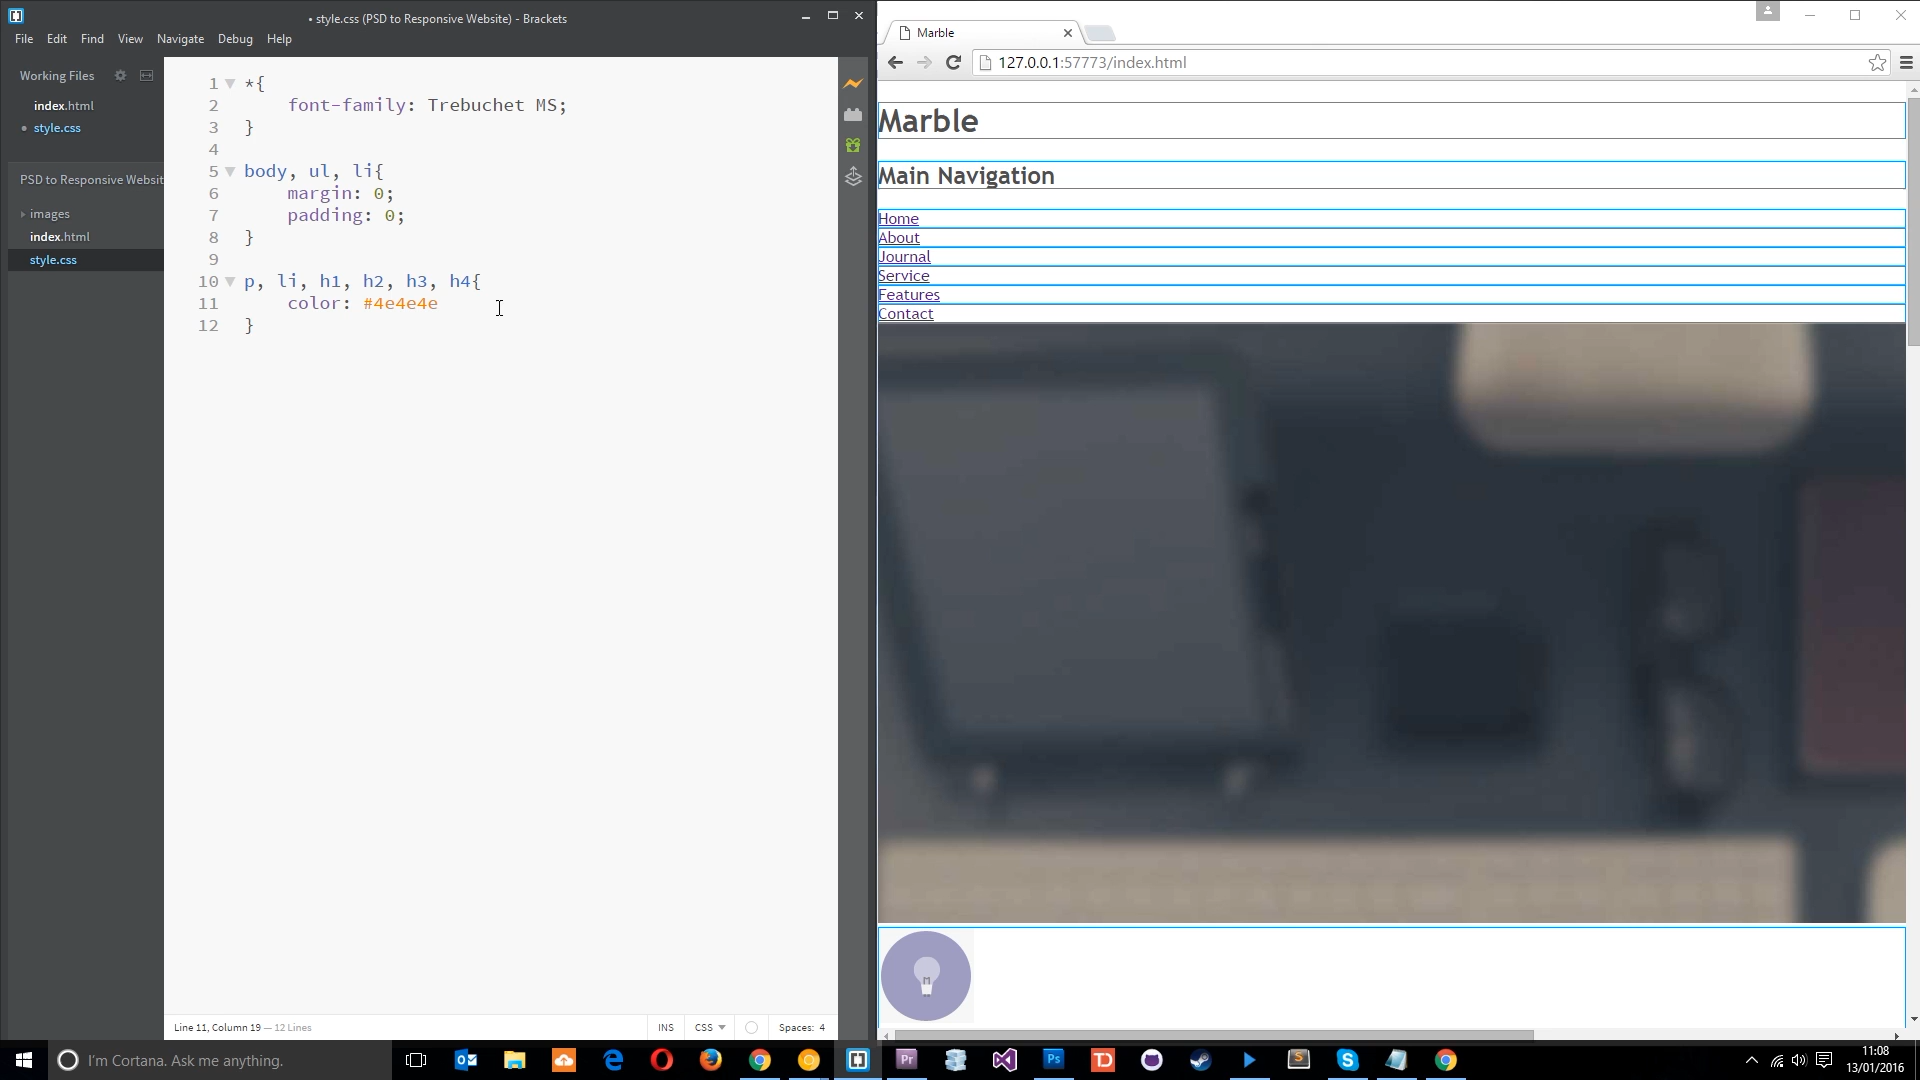 • style.css (PSD to Responsive Website) - Brackets
File Edit Find View Navigate Debug Help
Working Files
index.html
• style.css
PSD to Responsive Websit
images
index.html
style.css
1 *{
2 font-family: Trebuchet MS;
3 }
4
5 body, ul, li{
6 margin: 0;
7 padding: 0;
8 }
9
10 p, li, h1, h2, h3, h4{
11 color: #4e4e4e
12 }
Line 11, Column 19 — 12 Lines
INS CSS Spaces: 4
Marble
127.0.0.1:57773/index.html
Marble
Main Navigation
Home
About
Journal
Service
Features
Contact
I'm Cortana. Ask me anything.
Pr
Ps
TD
S
11:08
13/01/2016